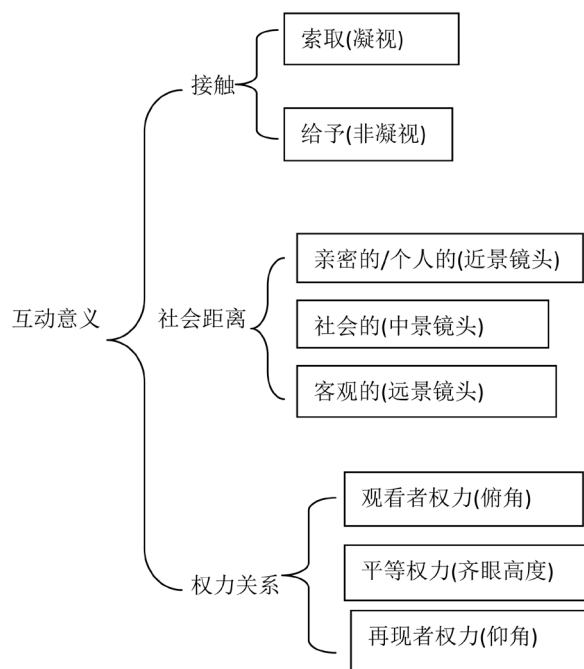 索取(凝视)
接触
给予(非凝视)
亲密的/个人的(近景镜头)
互动意义
社会距离
社会的(中景镜头)
客观的(远景镜头)
观看者权力(俯角)
权力关系
平等权力(齐眼高度)
再现者权力(仰角)